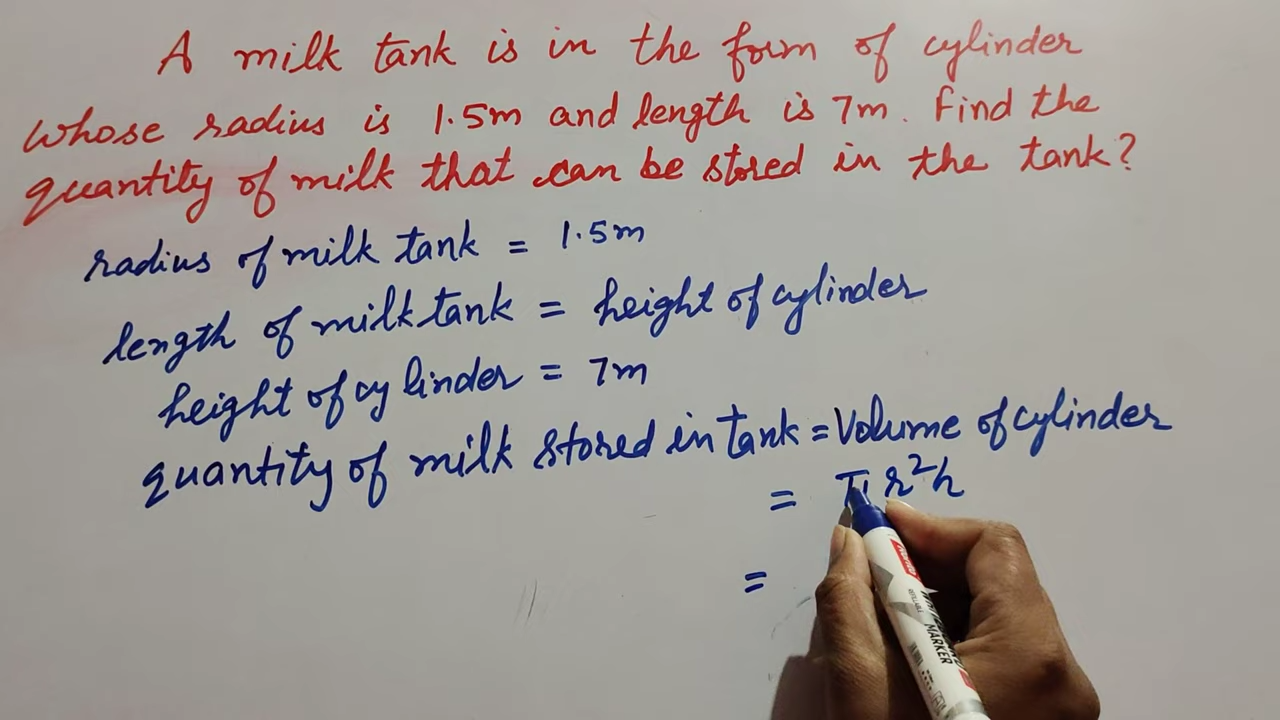 A milk tank is in the form of cylinder
whose radius is 1.5m and length is 7m. Find the
quantity of milk that can be stored in the tank?
radius of milk tank = 1.5m
length of milk tank = height of cylinder
height of cylinder = 7m
quantity of milk stored in tank = Volume of cylinder
= πr²h
=
MARKER